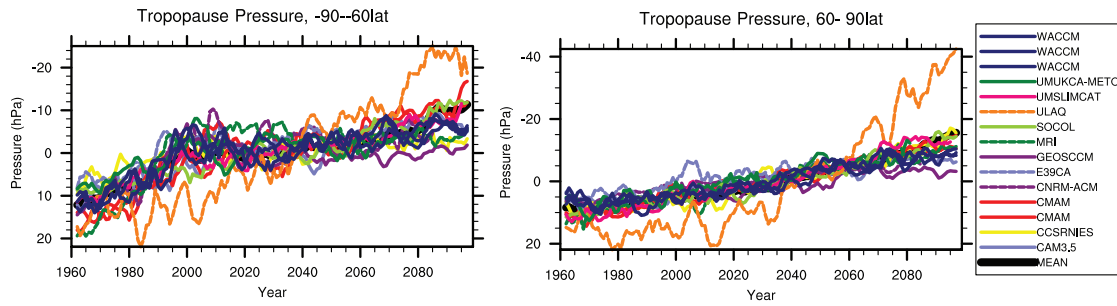 Tropopause Pressure, -90--60lat
Pressure (hPa)
-20
-10
0
10
20
1960 1980 2000 2020 2040 2060 2080
Year
Tropopause Pressure, 60- 90lat
Pressure (hPa)
-40
-20
0
20
1960 1980 2000 2020 2040 2060 2080
Year
WACCM
WACCM
WACCM
UMUKCA-METO
UMSLIMCAT
ULAQ
SOCOL
MRI
GEOSCCM
E39CA
CNRM-ACM
CMAM
CMAM
CCSRNIES
CAM3.5
MEAN